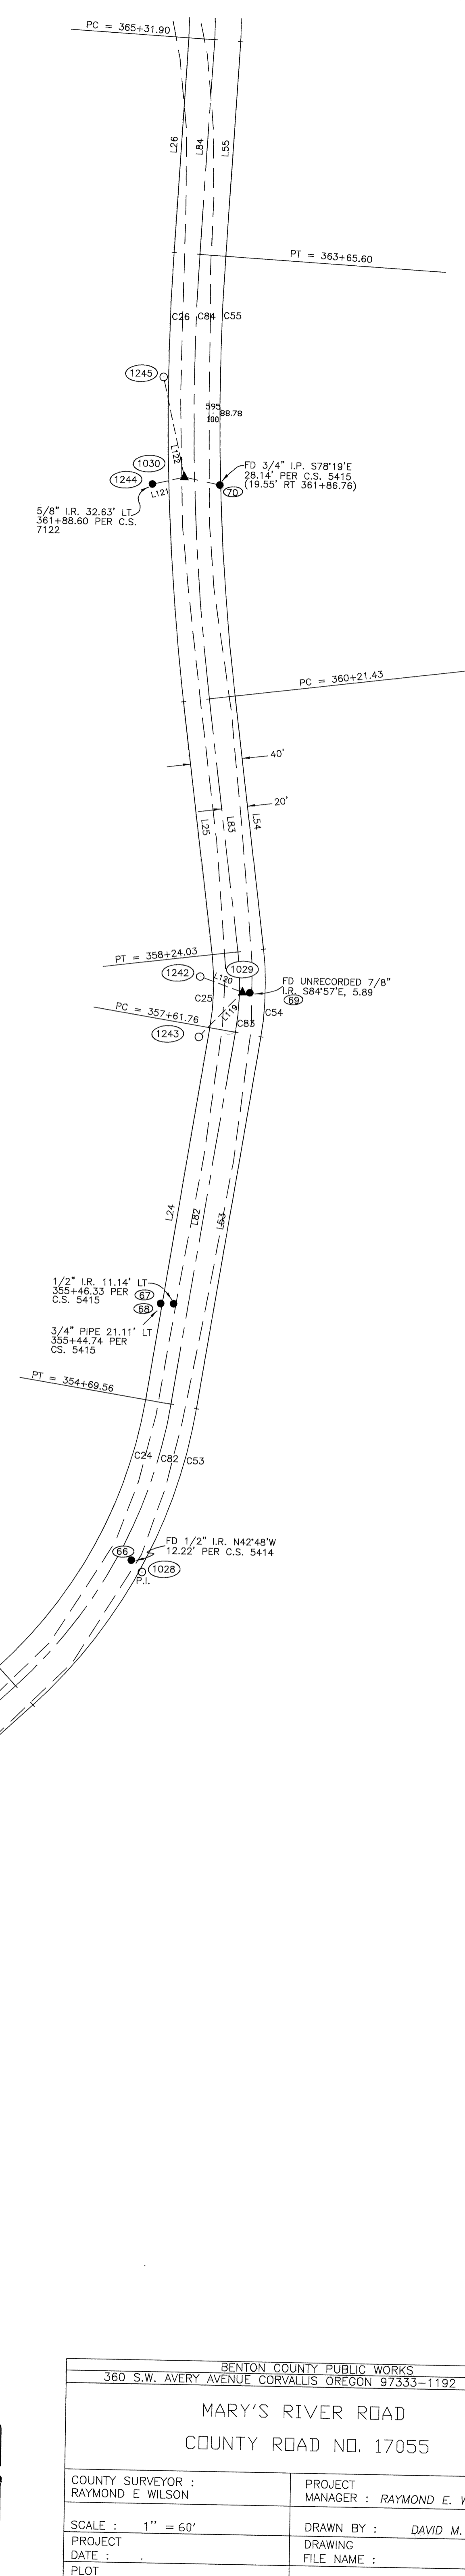 PC = 365+31.90
L26
L84
L55
PT = 363+65.60
C26 C84 C55
1245
595
100
88.78
1030
L122
1244
L121
FD 3/4" I.P. S78°19'E
28.14' PER C.S. 5415
(19.55' RT 361+86.76)
70
5/8" I.R. 32.63' LT.
361+88.60 PER C.S.
7122
PC = 360+21.43
40'
20'
L25
L83
L54
PT = 358+24.03
1029
1242
L120
FD UNRECORDED 7/8"
I.R. S84°57'E, 5.89
69
C25
C54
PC = 357+61.76
L119
C83
1243
L24
L82
L53
1/2" I.R. 11.14' LT
355+46.33 PER
C.S. 5415
67
68
3/4" PIPE 21.11' LT
355+44.74 PER
CS. 5415
PT = 354+69.56
C24 C82 C53
FD 1/2" I.R. N42°48'W
12.22' PER C.S. 5414
66
1028
P.I.
BENTON COUNTY PUBLIC WORKS
360 S.W. AVERY AVENUE CORVALLIS OREGON 97333-1192
MARY'S RIVER ROAD
COUNTY ROAD NO. 17055
COUNTY SURVEYOR :
RAYMOND E WILSON
PROJECT
MANAGER : RAYMOND E. W
SCALE : 1" = 60'
DRAWN BY : DAVID M.
PROJECT
DATE :
DRAWING
FILE NAME :
PLOT